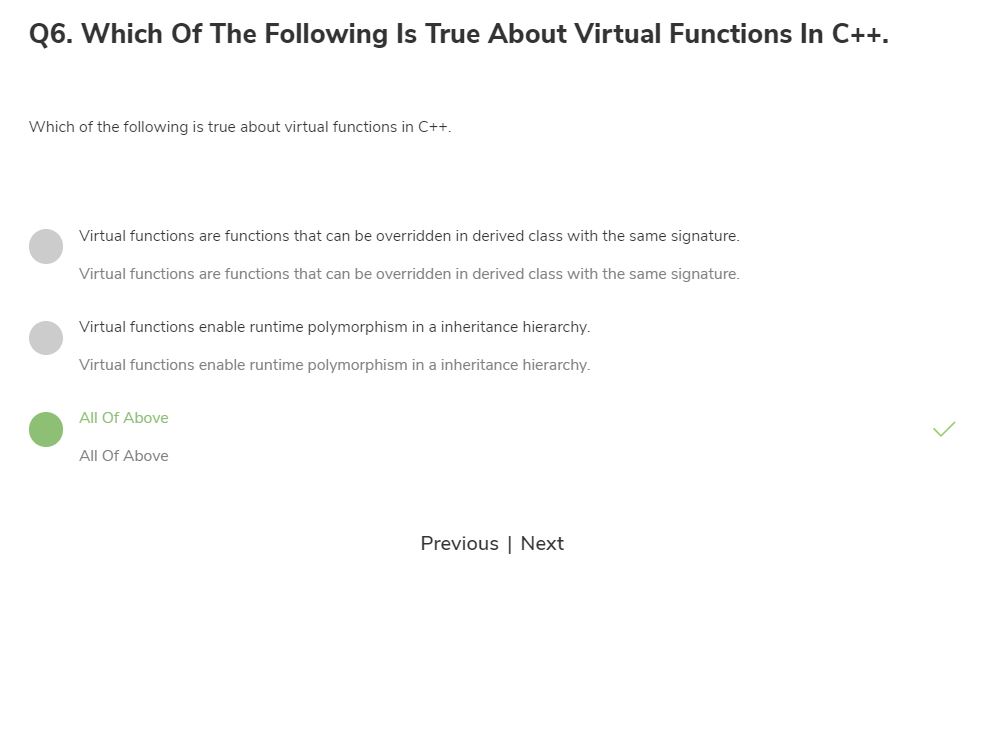 Q6. Which Of The Following Is True About Virtual Functions In C++.
Which of the following is true about virtual functions in C++.
Virtual functions are functions that can be overridden in derived class with the same signature.
Virtual functions are functions that can be overridden in derived class with the same signature.
Virtual functions enable runtime polymorphism in a inheritance hierarchy.
Virtual functions enable runtime polymorphism in a inheritance hierarchy.
All Of Above
All Of Above
Previous | Next